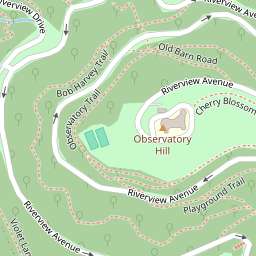 Riverview Drive
Bob Harvey Trail
Old Barn Road
Riverview Avenue
Cherry Blossom
Observatory Trail
Observatory
Hill
Riverview Avenue
Playground Trail
Riverview Avenue
Violet Lan